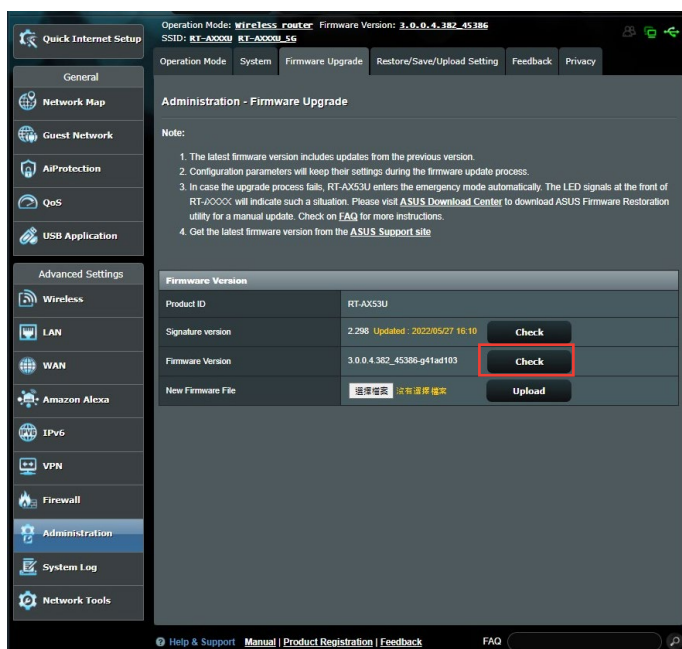 Quick Internet Setup
General
Network Map
Guest Network
AiProtection
QoS
USB Application
Advanced Settings
Wireless
LAN
WAN
Amazon Alexa
IPv6
VPN
Firewall
Administration
System Log
Network Tools
Operation Mode: Wireless router Firmware Version: 3.0.0.4.382_45386
SSID: RT-AXXXU RT-AXXXU_5G
Operation Mode System Firmware Upgrade Restore/Save/Upload Setting Feedback Privacy
Administration - Firmware Upgrade
Note:
1. The latest firmware version includes updates from the previous version.
2. Configuration parameters will keep their settings during the firmware update process.
3. In case the upgrade process fails, RT-AX53U enters the emergency mode automatically. The LED signals at the front of
RT-AXXXX will indicate such a situation. Please visit ASUS Download Center to download ASUS Firmware Restoration
utility for a manual update. Check on FAQ for more instructions.
4. Get the latest firmware version from the ASUS Support site
Firmware Version
Product ID RT-AX53U
Signature version 2.298 Updated : 2022/05/27 16:10 Check
Firmware Version 3.0.0.4.382_45386-g41ad103 Check
New Firmware File 選擇檔案 沒有選擇檔案 Upload
Help & Support Manual | Product Registration | Feedback FAQ